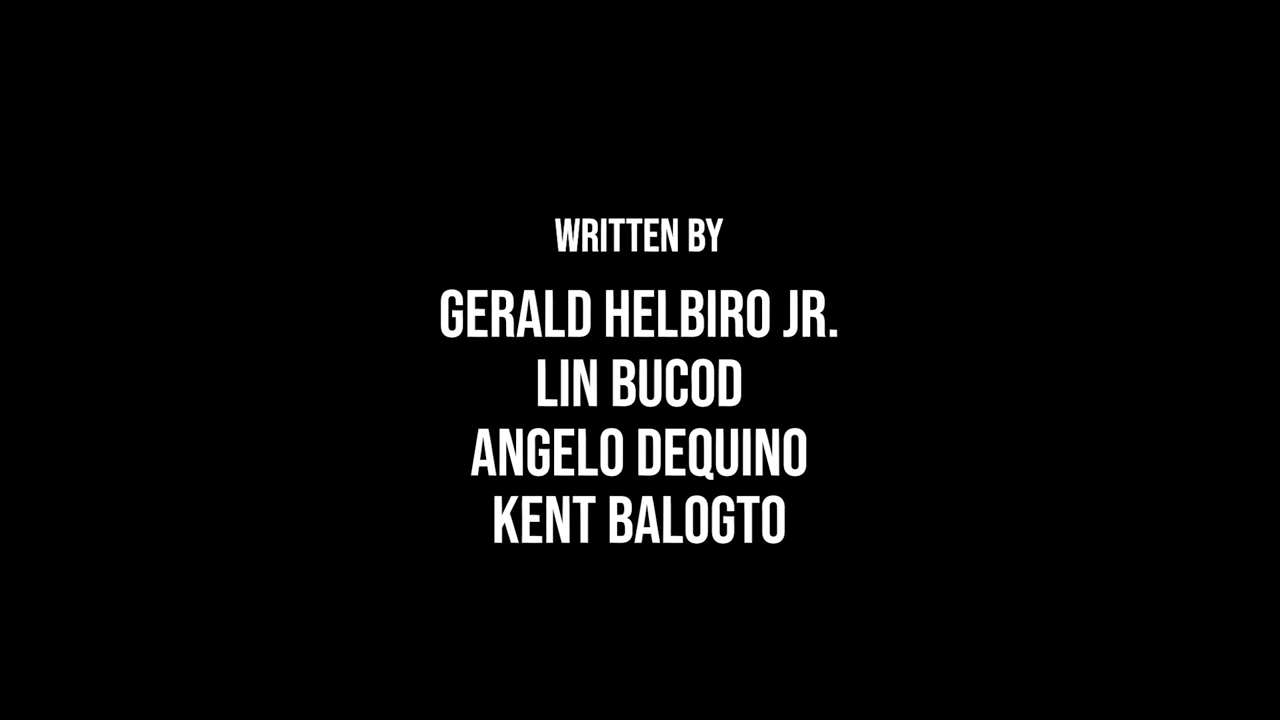 WRITTEN BY
GERALD HELBIRO JR.
LIN BUCOD
ANGELO DEQUINO
KENT BALOGTO